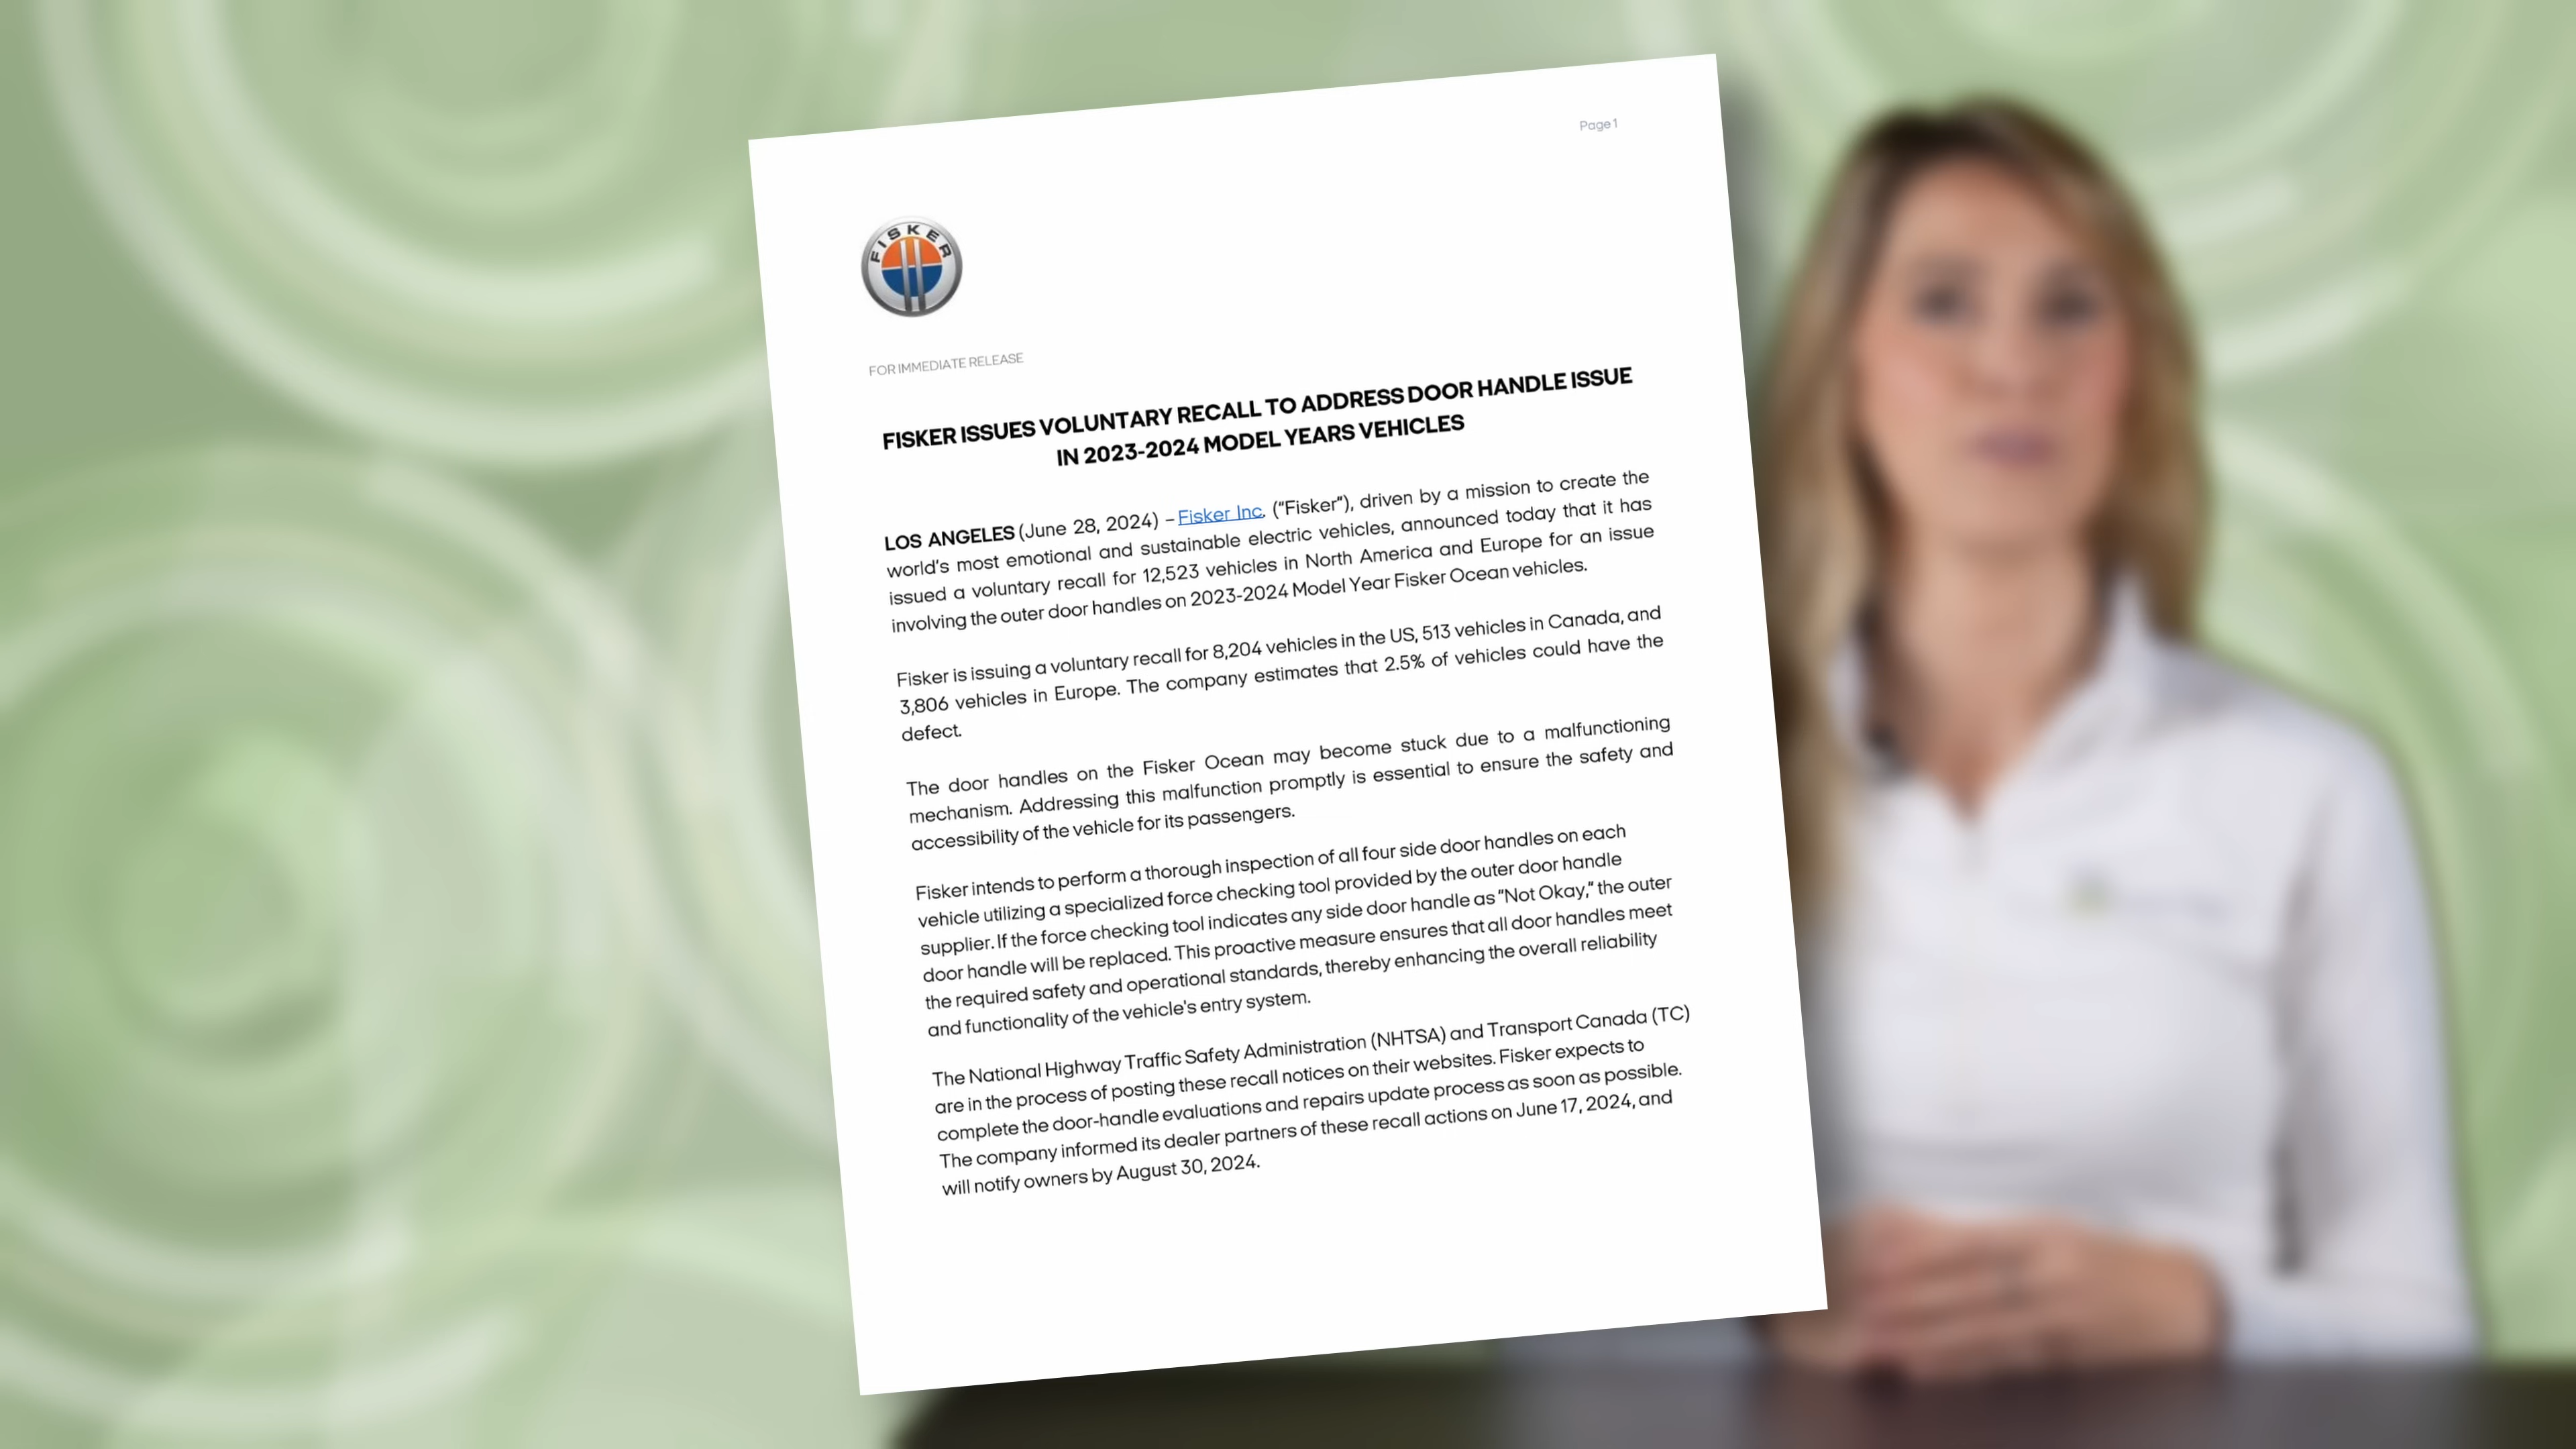 Page 1
FISKER
FOR IMMEDIATE RELEASE
FISKER ISSUES VOLUNTARY RECALL TO ADDRESS DOOR HANDLE ISSUE
IN 2023-2024 MODEL YEARS VEHICLES
LOS ANGELES (June 28, 2024) – Fisker Inc. (“Fisker”), driven by a mission to create the
world’s most emotional and sustainable electric vehicles, announced today that it has
issued a voluntary recall for 12,523 vehicles in North America and Europe for an issue
involving the outer door handles on 2023-2024 Model Year Fisker Ocean vehicles.
Fisker is issuing a voluntary recall for 8,204 vehicles in the US, 513 vehicles in Canada, and
3,806 vehicles in Europe. The company estimates that 2.5% of vehicles could have the
defect.
The door handles on the Fisker Ocean may become stuck due to a malfunctioning
mechanism. Addressing this malfunction promptly is essential to ensure the safety and
accessibility of the vehicle for its passengers.
Fisker intends to perform a thorough inspection of all four side door handles on each
vehicle utilizing a specialized force checking tool provided by the outer door handle
supplier. If the force checking tool indicates any side door handle as “Not Okay,” the outer
door handle will be replaced. This proactive measure ensures that all door handles meet
the required safety and operational standards, thereby enhancing the overall reliability
and functionality of the vehicle’s entry system.
The National Highway Traffic Safety Administration (NHTSA) and Transport Canada (TC)
are in the process of posting these recall notices on their websites. Fisker expects to
complete the door-handle evaluations and repairs update process as soon as possible.
The company informed its dealer partners of these recall actions on June 17, 2024, and
will notify owners by August 30, 2024.